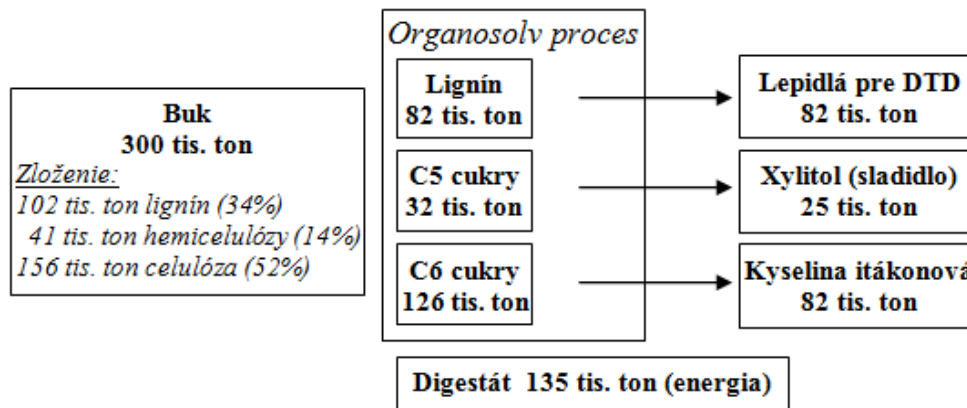 Organosolv proces
Buk
300 tis. ton
Zloženie:
102 tis. ton lignín (34%)
41 tis. ton hemicelulózy (14%)
156 tis. ton celulóza (52%)
Lignín
82 tis. ton
Lepidlá pre DTD
82 tis. ton
C5 cukry
32 tis. ton
Xylitol (sladidlo)
25 tis. ton
C6 cukry
126 tis. ton
Kyselina itákonová
82 tis. ton
Digestát 135 tis. ton (energia)